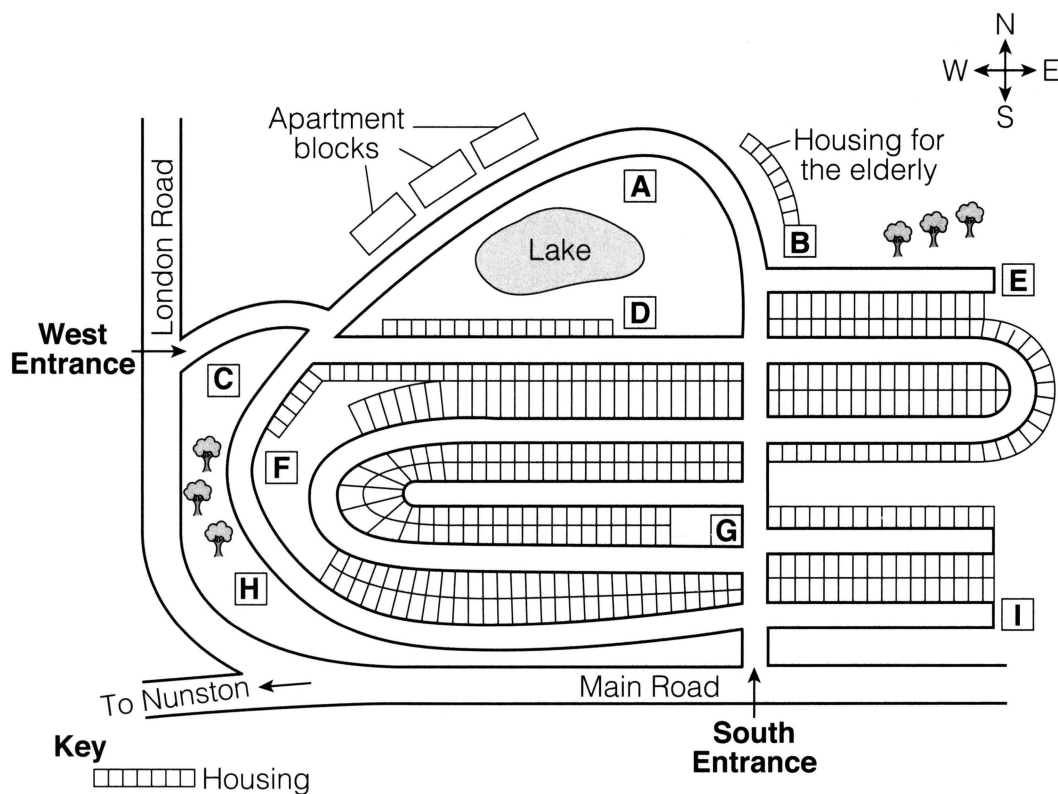 N
W E
S
Apartment
blocks
Housing for
the elderly
London Road
A
B
Lake
E
D
West
Entrance
C
F
G
H
I
To Nunston
Main Road
South
Entrance
Key
Housing